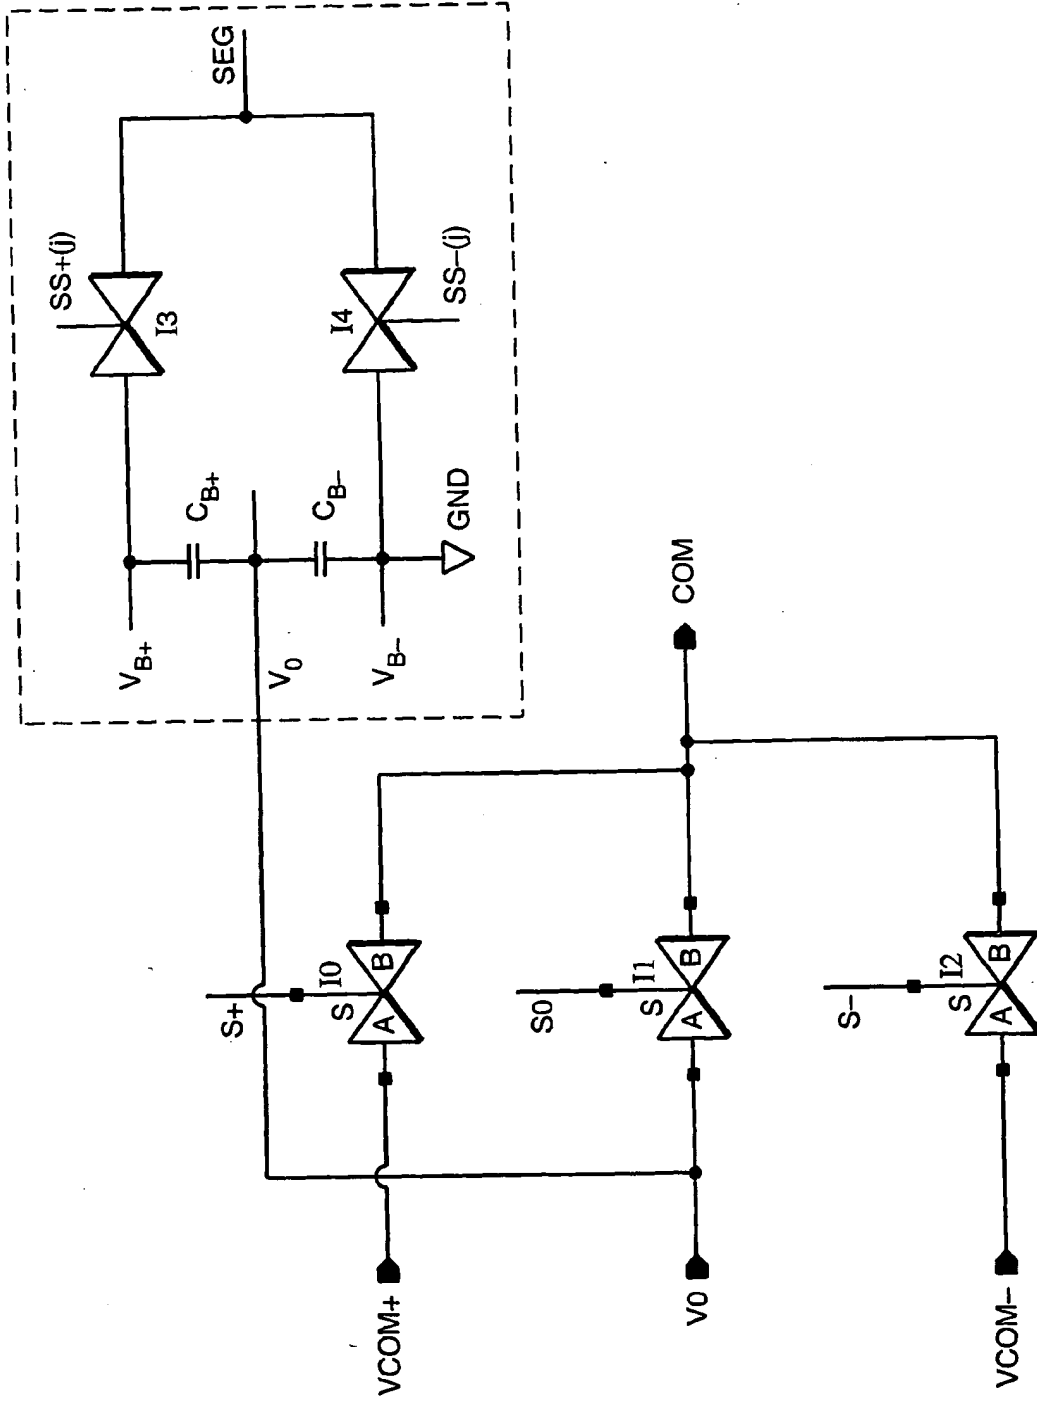 SS+(j)
I3
SEG
I4
SS–(j)
V_B+
C_B+
V_0
C_B–
V_B–
GND
S+
S
I0
A
B
VCOM+
S0
S
I1
A
B
V0
COM
S–
S
I2
A
B
VCOM–